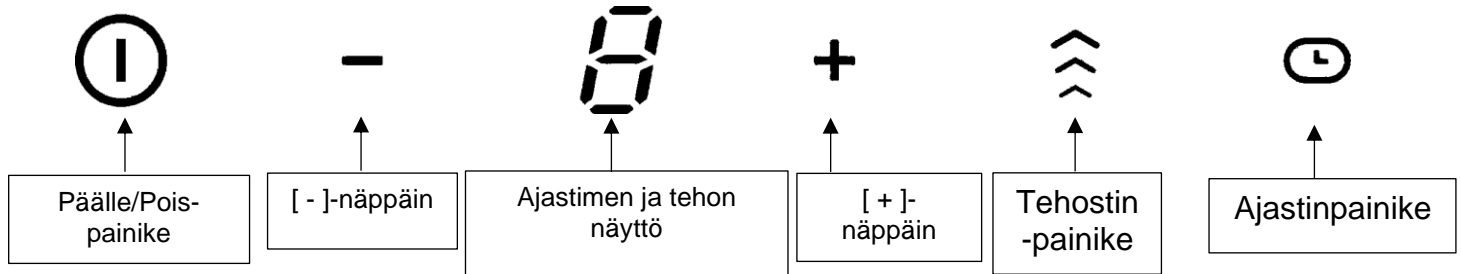 Päälle/Pois-
painike
[ - ]-näppäin
Ajastimen ja tehon
näyttö
[ + ]-
näppäin
Tehostin
-painike
Ajastinpainike